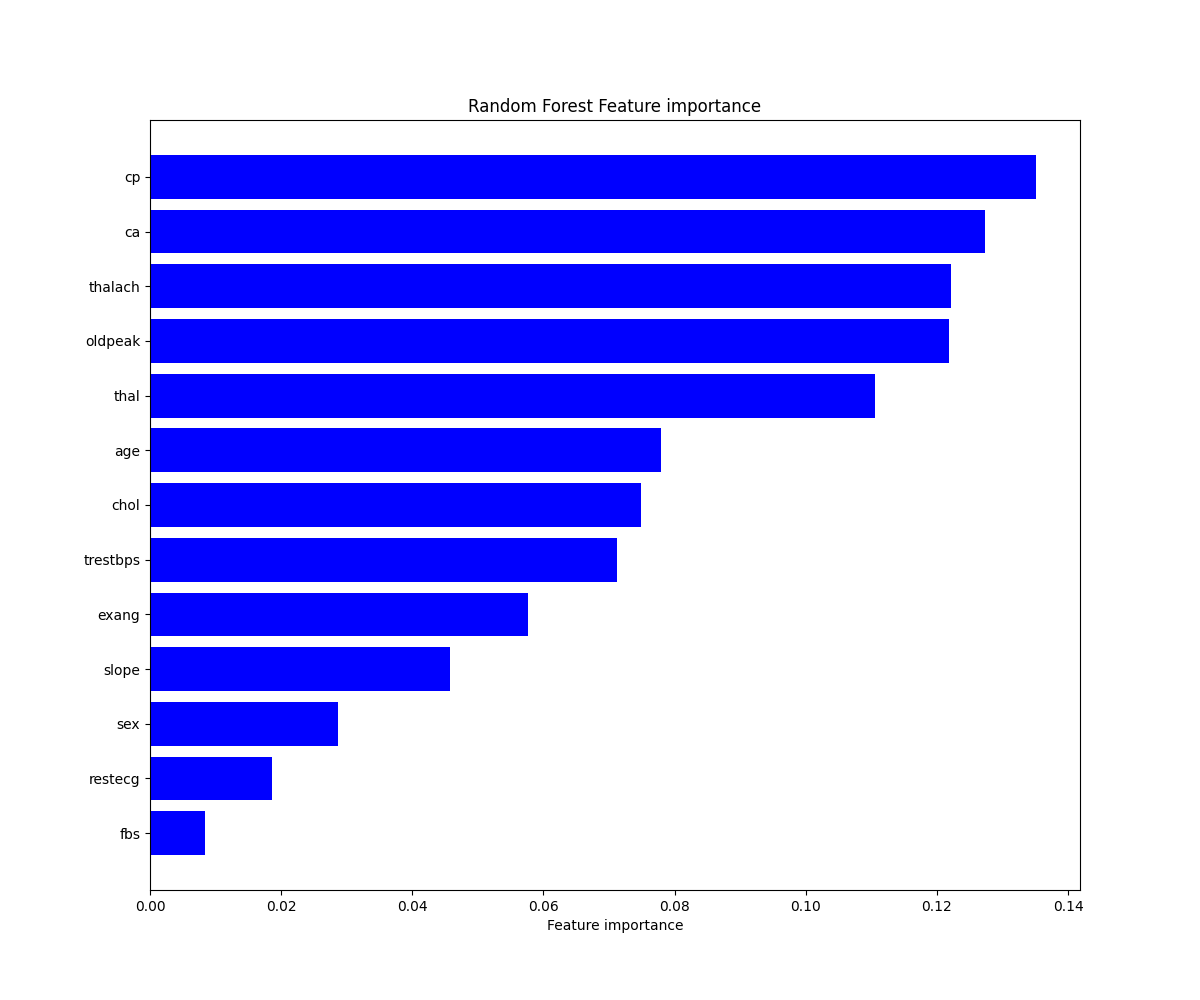 Random Forest Feature importance
cp
ca
thalach
oldpeak
thal
age
chol
trestbps
exang
slope
sex
restecg
fbs
0.00 0.02 0.04 0.06 0.08 0.10 0.12 0.14
Feature importance